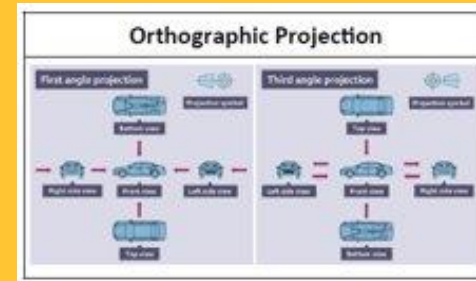 Orthographic Projection
First angle projection
Projection symbol
Bottom view
Right side view
Front view
Left side view
Top view
Third angle projection
Projection symbol
Top view
Left side view
Front view
Right side view
Bottom view